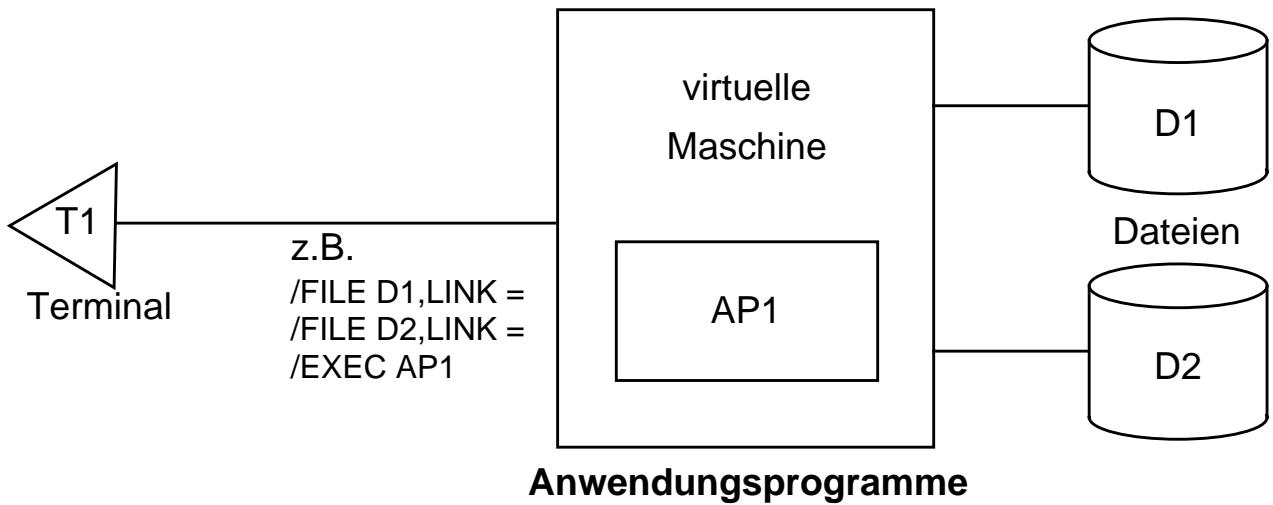 virtuelle
Maschine
D1
T1
Terminal
z.B.
/FILE D1,LINK =
/FILE D2,LINK =
/EXEC AP1
AP1
Dateien
D2
Anwendungsprogramme